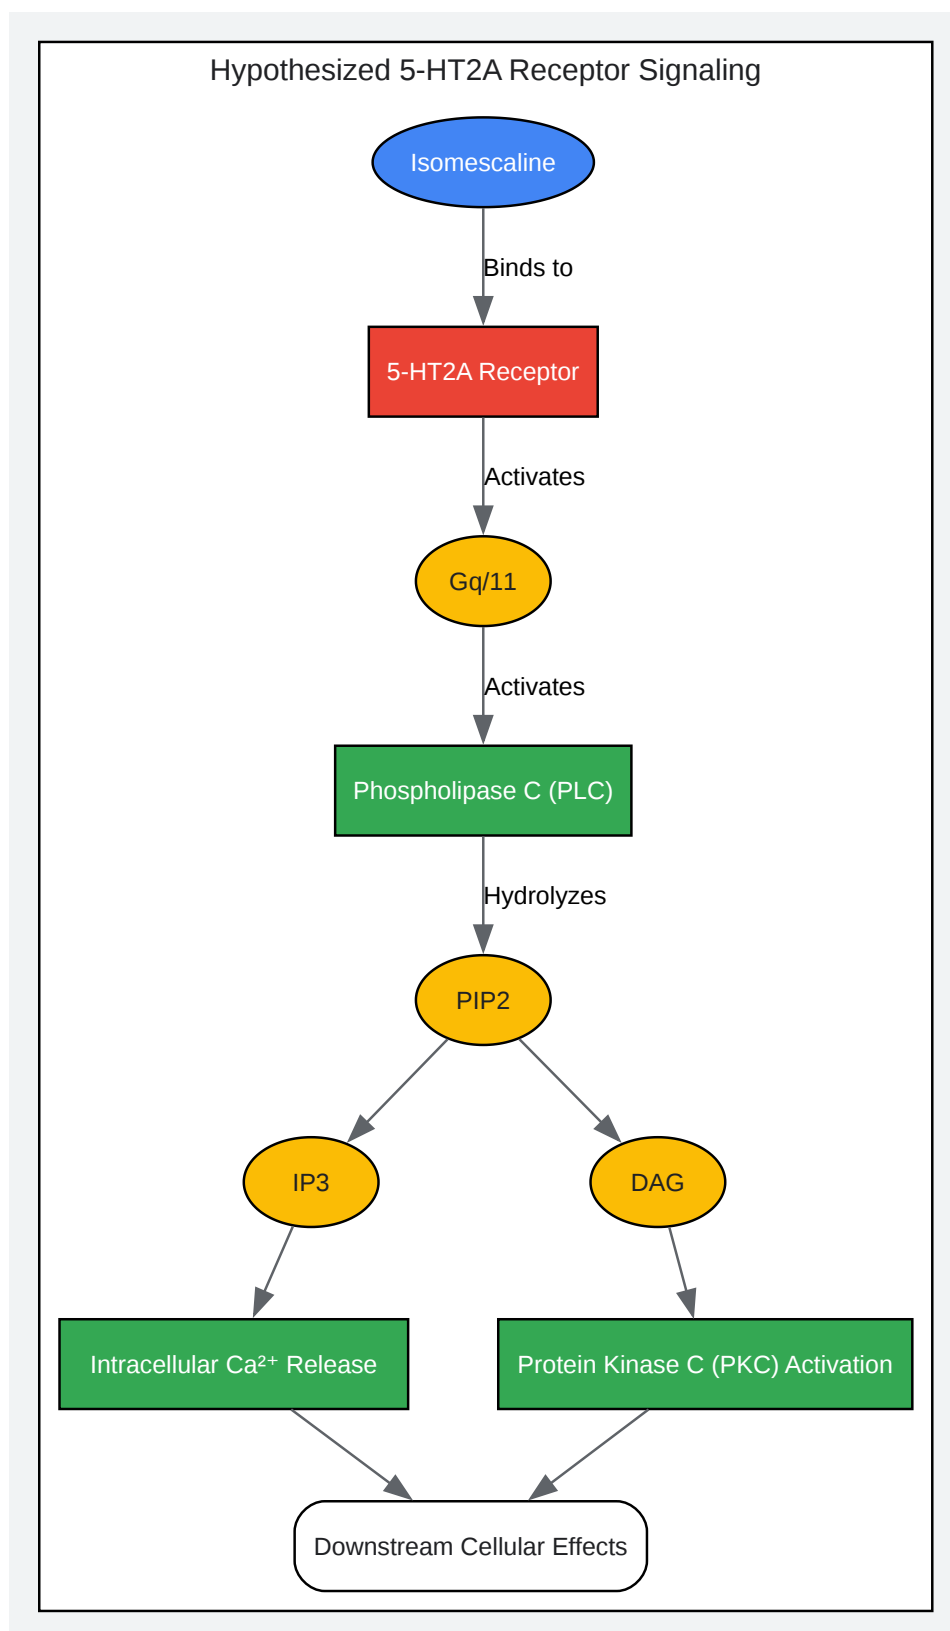 Hypothesized 5-HT2A Receptor Signaling
Isomescaline
Binds to
5-HT2A Receptor
Activates
Gq/11
Activates
Phospholipase C (PLC)
Hydrolyzes
PIP2
IP3
DAG
Intracellular Ca²⁺ Release
Protein Kinase C (PKC) Activation
Downstream Cellular Effects